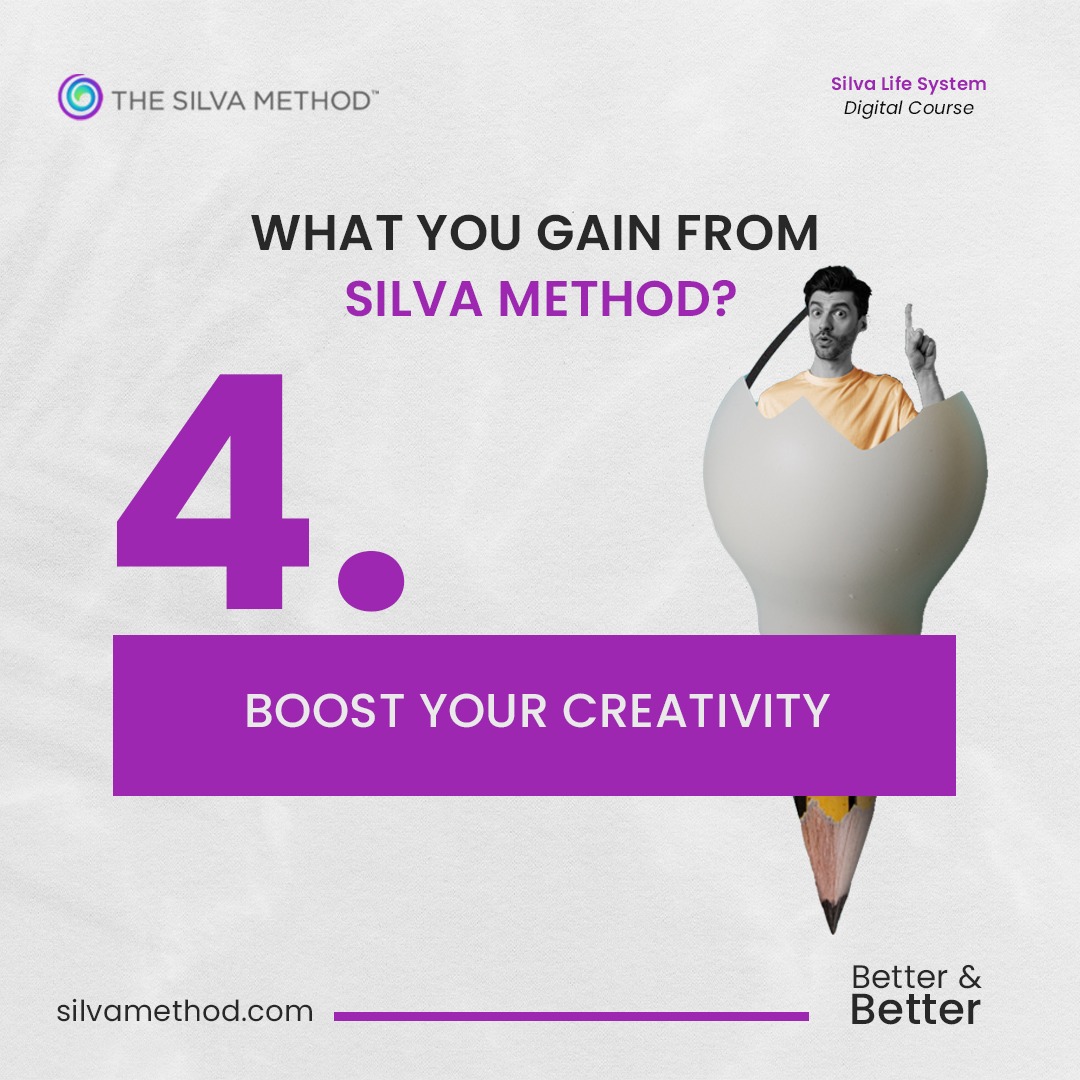 THE SILVA METHOD™
Silva Life System
Digital Course
WHAT YOU GAIN FROM
SILVA METHOD?
4.
BOOST YOUR CREATIVITY
silvamethod.com
Better &
Better